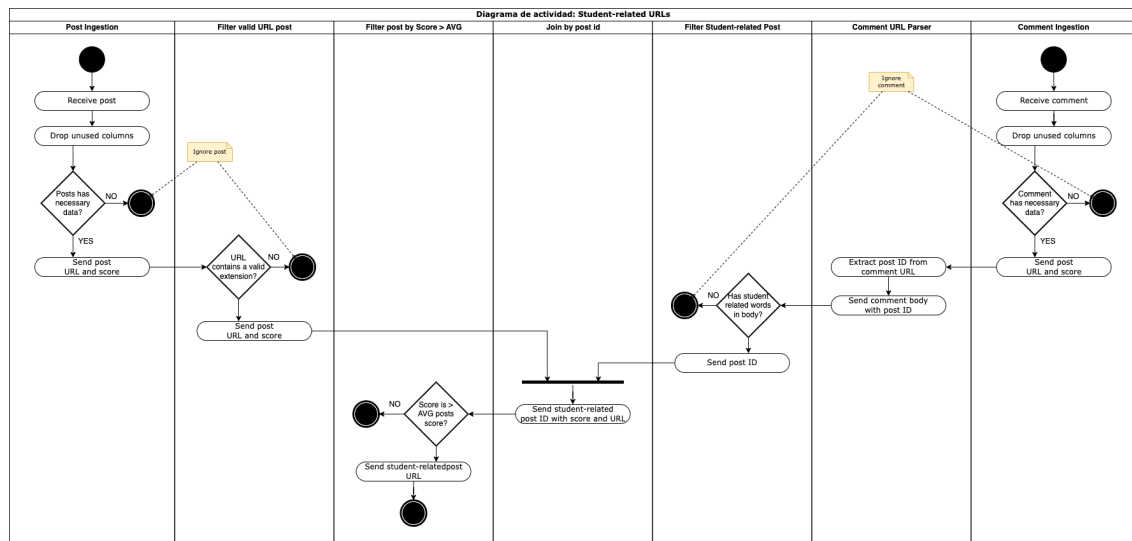 Diagrama de actividad: Student-related URLs
Post Ingestion
Filter valid URL post
Filter post by Score > AVG
Join by post id
Filter Student-related Post
Comment URL Parser
Comment Ingestion
Receive post
Drop unused columns
Posts has
necessary
data?
NO
YES
Send post
URL and score
Ignore post
URL
contains a valid
extension?
NO
Send post
URL and score
Score is >
AVG posts
score?
NO
Send student-relatedpost
URL
Send student-related
post ID with score and URL
Has student
related words
in body?
NO
Send post ID
Ignore
comment
Extract post ID from
comment URL
Send comment body
with post ID
Receive comment
Drop unused columns
Comment
has necessary
data?
NO
YES
Send post
URL and score